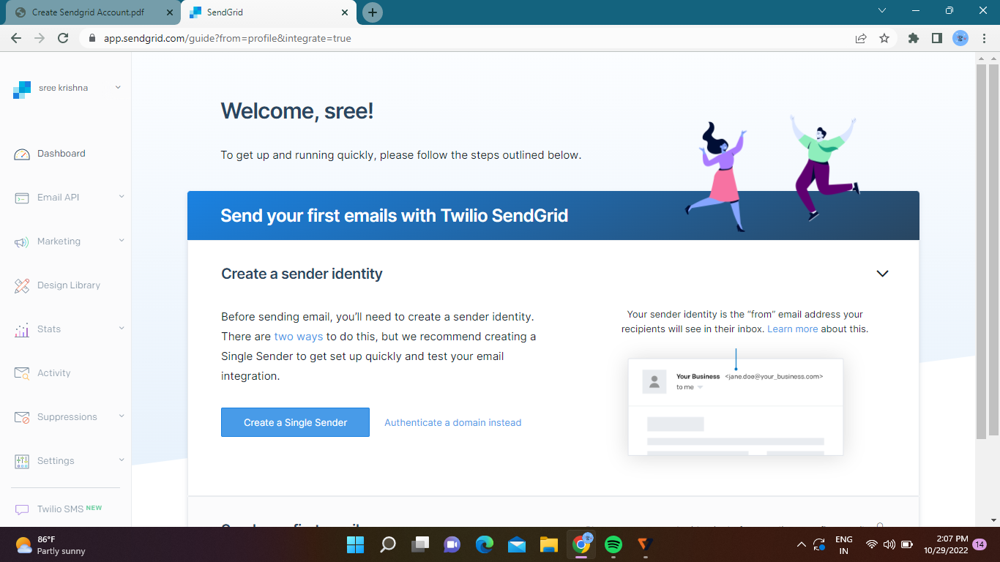 Create Sendgrid Account.pdf
SendGrid
app.sendgrid.com/guide?from=profile&integrate=true
sree krishna
Dashboard
Email API
Marketing
Design Library
Stats
Activity
Suppressions
Settings
Twilio SMS NEW
Welcome, sree!
To get up and running quickly, please follow the steps outlined below.
Send your first emails with Twilio SendGrid
Create a sender identity
Before sending email, you'll need to create a sender identity.
There are two ways to do this, but we recommend creating a
Single Sender to get set up quickly and test your email
integration.
Create a Single Sender
Authenticate a domain instead
Your sender identity is the “from” email address your
recipients will see in their inbox. Learn more about this.
Your Business <jane.doe@your_business.com>
to me
86°F
Partly sunny
ENG
IN
2:07 PM
10/29/2022
14